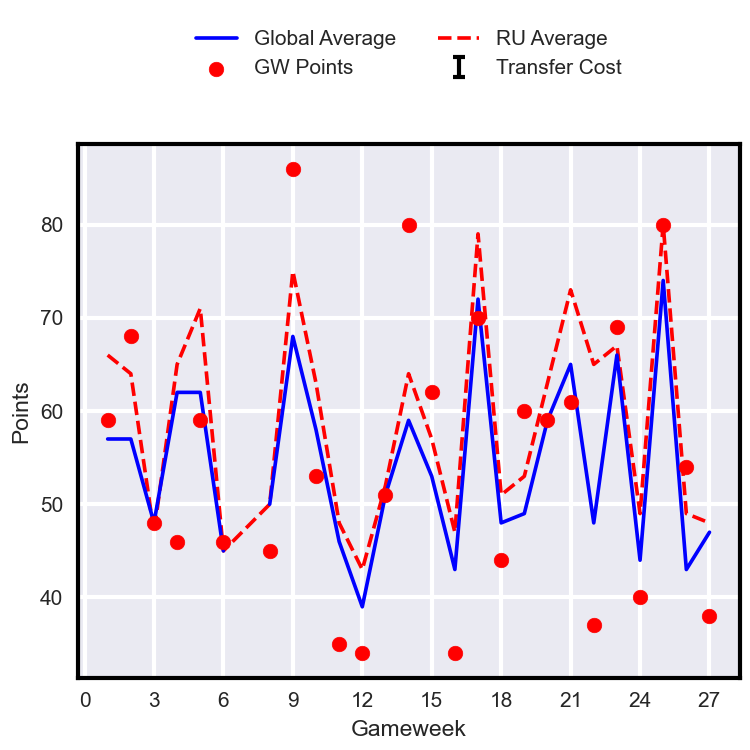 Global Average RU Average
GW Points Transfer Cost
80
70
60
50
40
Points
0 3 6 9 12 15 18 21 24 27
Gameweek